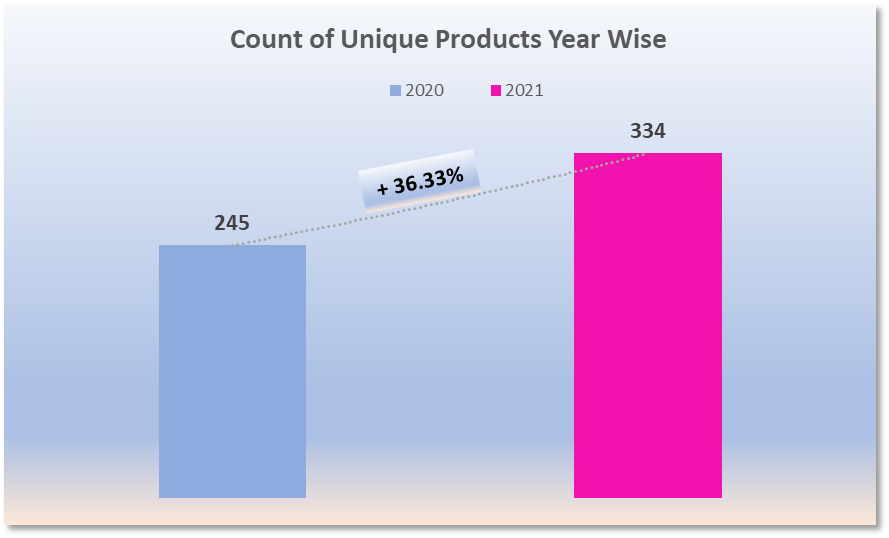 Count of Unique Products Year Wise
2020 2021
334
+ 36.33%
245